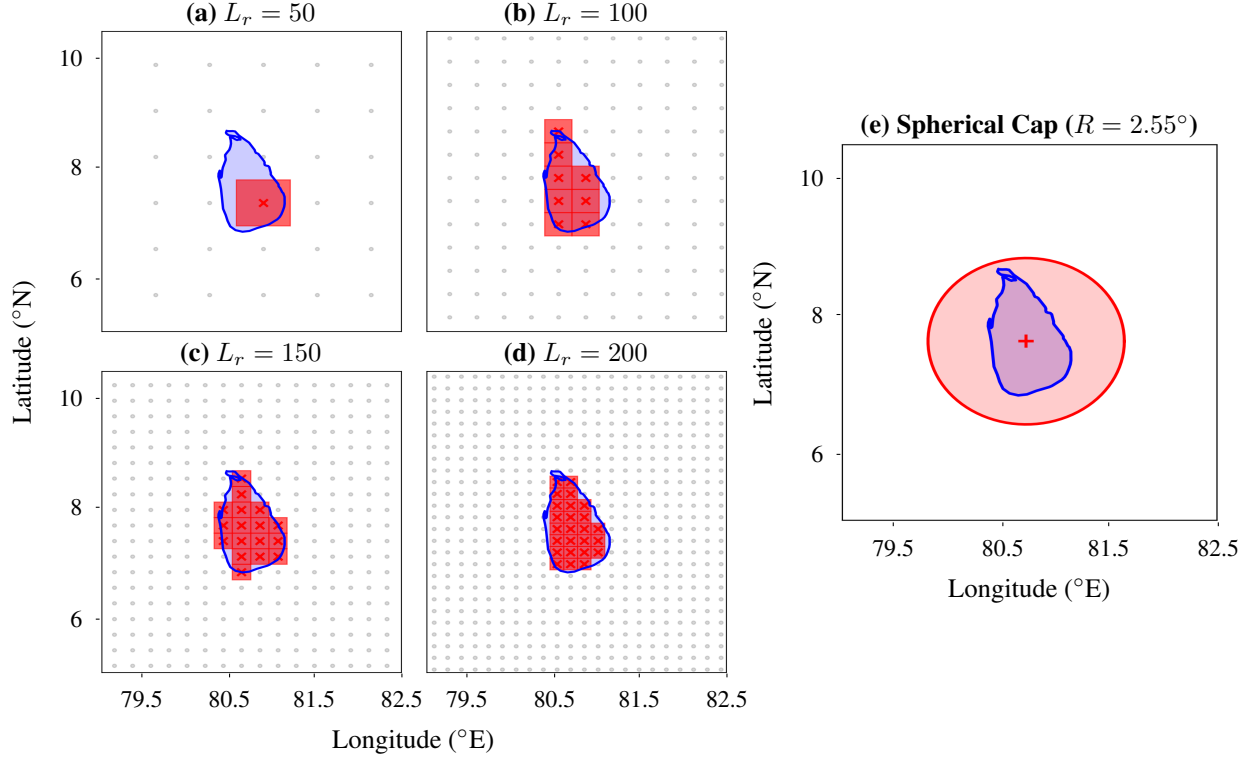 (a) L_r = 50
(b) L_r = 100
10
8
6
(c) L_r = 150
(d) L_r = 200
10
8
6
79.5 80.5 81.5 82.5
79.5 80.5 81.5 82.5
Longitude (°E)
Latitude (°N)
(e) Spherical Cap (R = 2.55°)
10
8
6
79.5 80.5 81.5 82.5
Longitude (°E)
Latitude (°N)